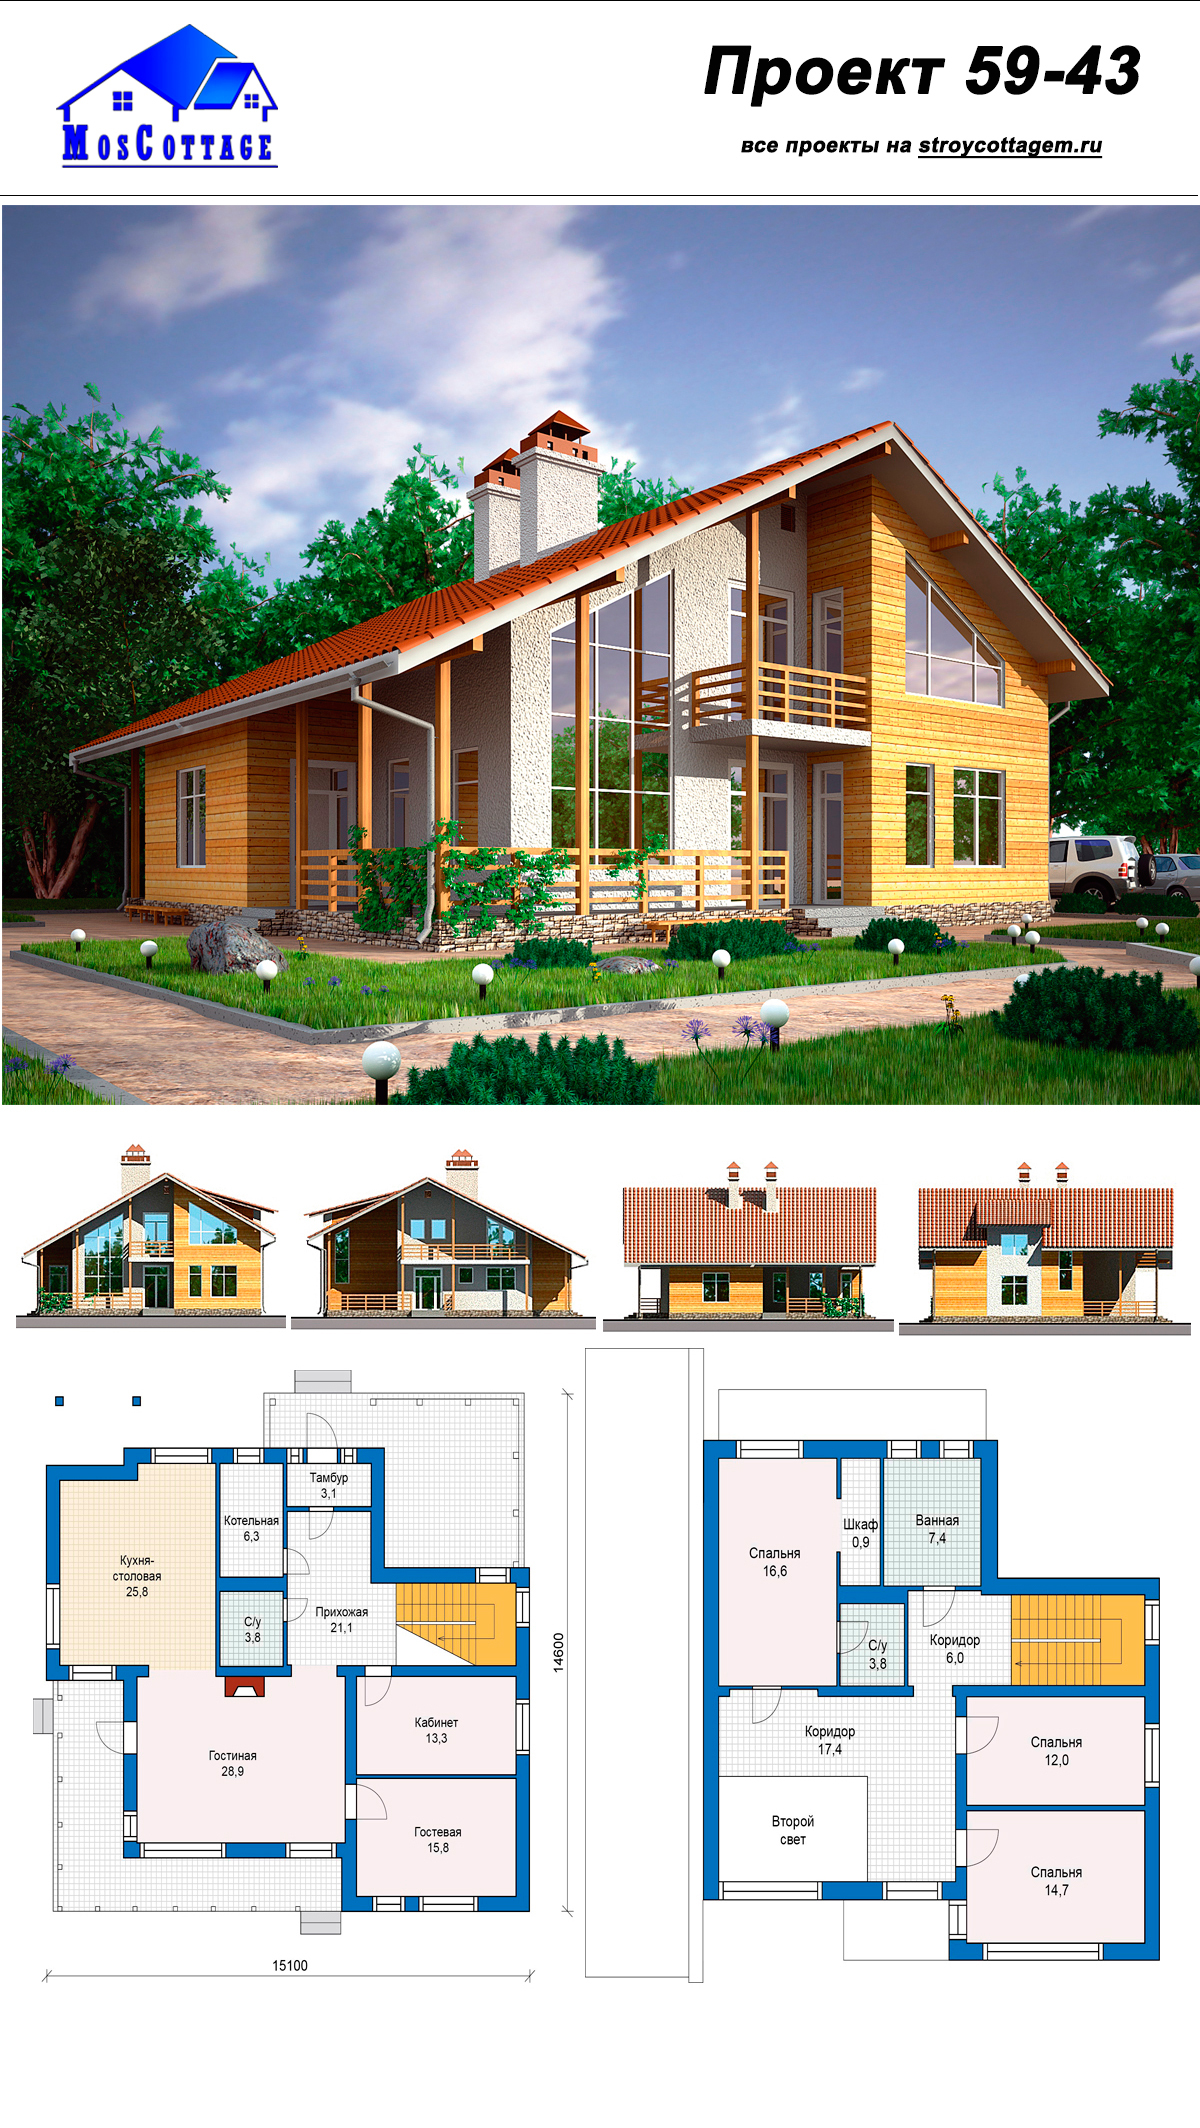 MosCottage
Проект 59-43
все проекты на stroycottagem.ru
Тамбур
3,1
Котельная
6,3
Кухня-
столовая
25,8
С/у
3,8
Прихожая
21,1
Кабинет
13,3
Гостиная
28,9
Гостевая
15,8
14600
15100
Спальня
16,6
Шкаф
0,9
Ванная
7,4
С/у
3,8
Коридор
6,0
Коридор
17,4
Спальня
12,0
Второй
свет
Спальня
14,7